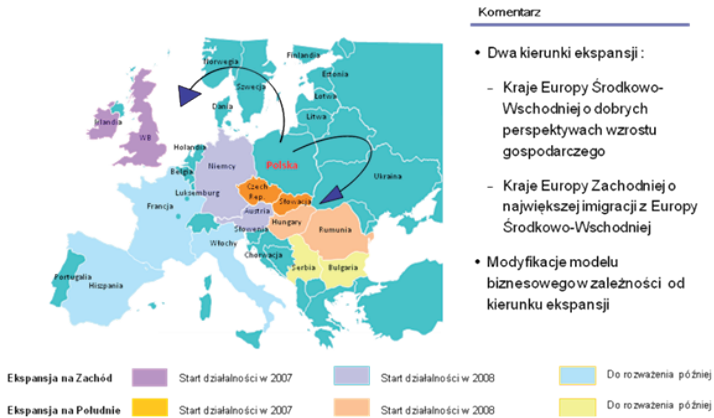 Komentarz
• Dwa kierunki ekspansji :
– Kraje Europy Środkowo-
Wschodniej o dobrych
perspektywach wzrostu
gospodarczego
– Kraje Europy Zachodniej o
największej imigracji z Europy
Środkowo-Wschodniej
• Modyfikacje modelu
biznesowego w zależności od
kierunku ekspansji
Norwegia
Finlandia
Szwecja
Estonia
Łotwa
Dania
Litwa
Irlandia
WB
Holandia
Polska
Belgia
Niemcy
Ukraina
Luksemburg
Czech
Rep.
Słowacja
Francja
Austria
Hungary
Rumunia
Słowenia
Włochy
Chorwacja
Serbia
Bulgaria
Portugalia
Hiszpania
Ekspansja na Zachód
Start działalności w 2007
Start działalności w 2008
Do rozważenia później
Ekspansja na Południe
Start działalności w 2007
Start działalności w 2008
Do rozważenia później